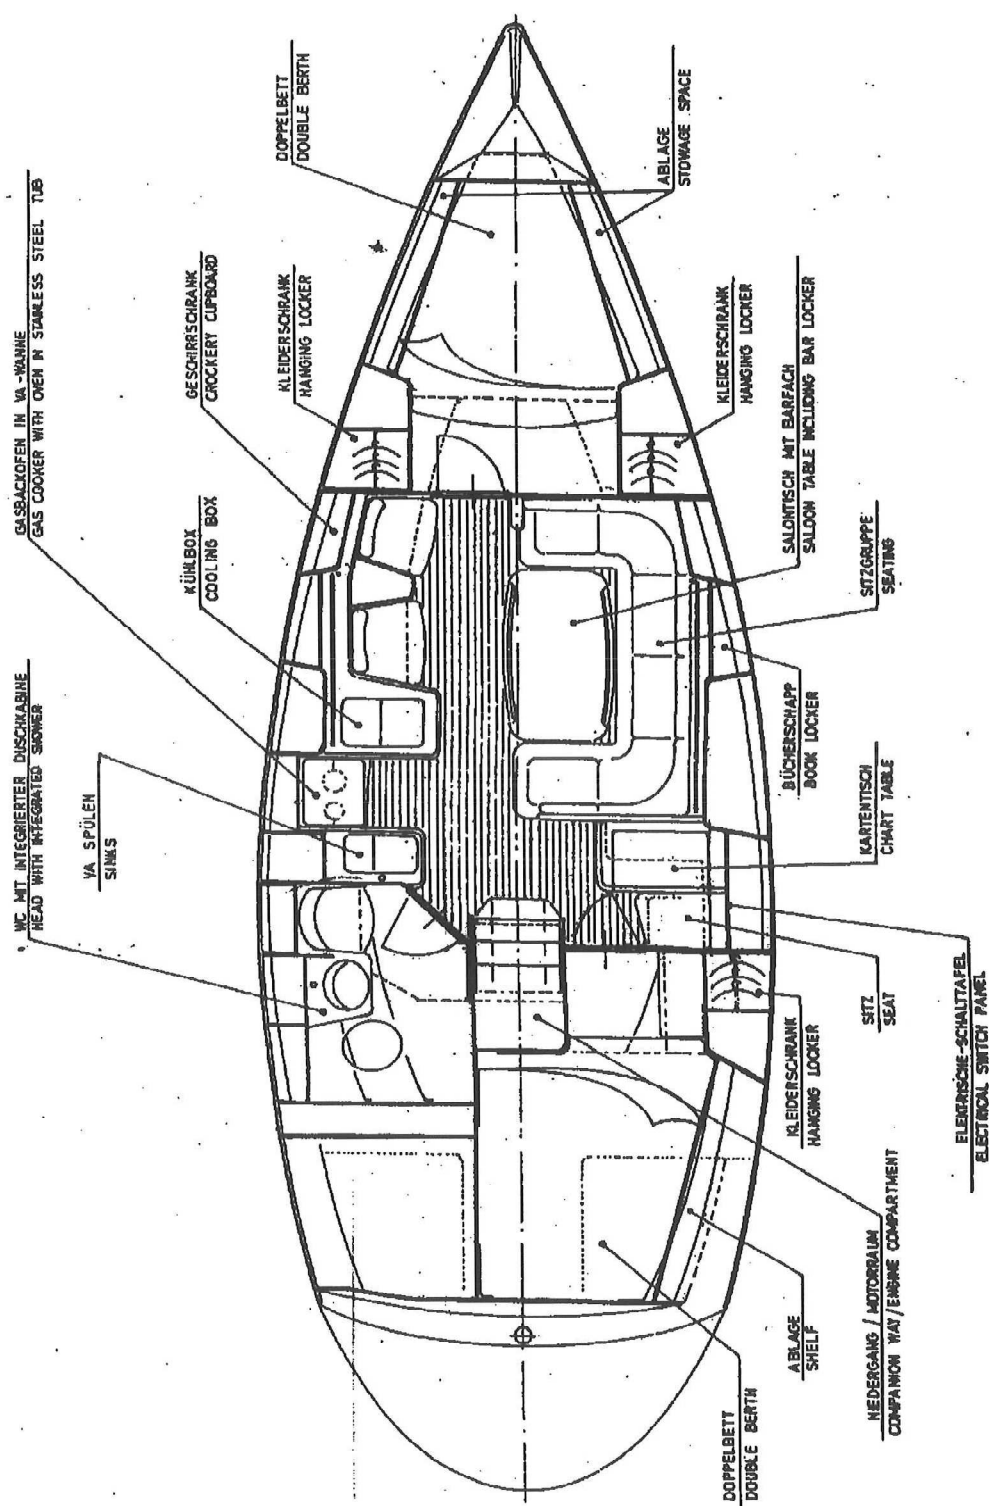 GASBACKOFEN IN VA-WANNE
GAS COOKER WITH OVEN IN STAINLESS STEEL TUB
DOPPELBETT
DOUBLE BERTH
GESCHIRRSCHRANK
CROCKERY CUPBOARD
KLEIDERSCHRANK
HANGING LOCKER
KÜHLBOX
COOLING BOX
WC MIT INTEGRIERTER DUSCHKABINE
HEAD WITH INTEGRATED SHOWER
VA SPÜLEN
SINKS
ABLAGE
STOWAGE SPACE
KLEIDERSCHRANK
HANGING LOCKER
SALONTISCH MIT BARFACH
SALOON TABLE INCLUDING BAR LOCKER
SITZGRUPPE
SEATING
BÜCHERSCHAPP
BOOK LOCKER
KARTENTISCH
CHART TABLE
SITZ
SEAT
ELEKTRISCHE-SCHALTTAFEL
ELECTRICAL SWITCH PANEL
KLEIDERSCHRANK
HANGING LOCKER
NIEDERGANG / MOTORRAUM
COMPANION WAY/ENGINE COMPARTMENT
ABLAGE
SHELF
DOPPELBETT
DOUBLE BERTH